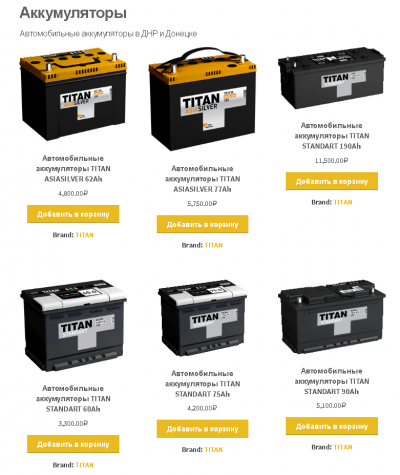 Аккумуляторы
Автомобильные аккумуляторы в ДНР и Донецке
TITAN
ASIASILVER
TITAN
ASIASILVER
TITAN
Автомобильные
аккумуляторы TITAN
ASIASILVER 62Ah
4,800.00₽
Добавить в корзину
Brand: TITAN
Автомобильные
аккумуляторы TITAN
ASIASILVER 77Ah
5,750.00₽
Добавить в корзину
Brand: TITAN
Автомобильные
аккумуляторы TITAN
STANDART 190Ah
11,500.00₽
Добавить в корзину
Brand: TITAN
TITAN
TITAN
TITAN
Автомобильные
аккумуляторы TITAN
STANDART 60Ah
3,300.00₽
Добавить в корзину
Brand: TITAN
Автомобильные
аккумуляторы TITAN
STANDART 75Ah
4,200.00₽
Добавить в корзину
Brand: TITAN
Автомобильные
аккумуляторы TITAN
STANDART 90Ah
5,100.00₽
Добавить в корзину
Brand: TITAN